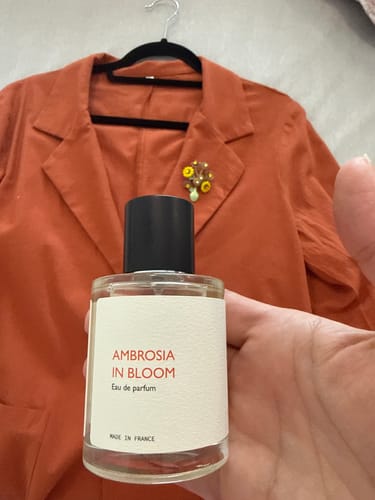 AMBROSIA
IN BLOOM
Eau de parfum
MADE IN FRANCE